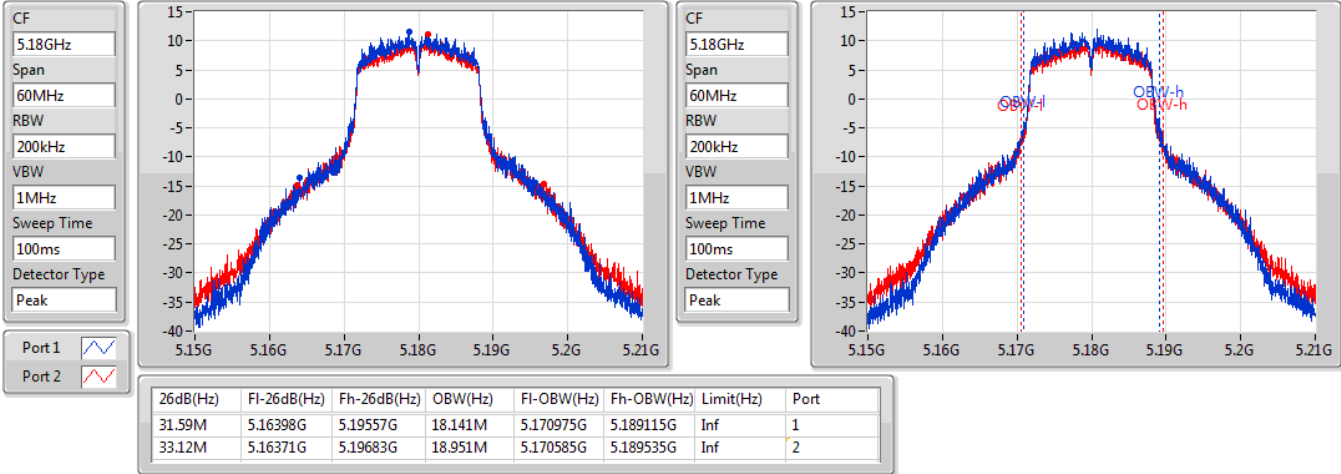 CF
5.18GHz
Span
60MHz
RBW
200kHz
VBW
1MHz
Sweep Time
100ms
Detector Type
Peak
Port 1
Port 2
15
10
5
0
-5
-10
-15
-20
-25
-30
-35
-40
5.15G 5.16G 5.17G 5.18G 5.19G 5.2G 5.21G
CF
5.18GHz
Span
60MHz
RBW
200kHz
VBW
1MHz
Sweep Time
100ms
Detector Type
Peak
15
10
5
0
-5
-10
-15
-20
-25
-30
-35
-40
OBW-l
OBW-l
OBW-h
OBW-h
5.15G 5.16G 5.17G 5.18G 5.19G 5.2G 5.21G
26dB(Hz) Fl-26dB(Hz) Fh-26dB(Hz) OBW(Hz) Fl-OBW(Hz) Fh-OBW(Hz) Limit(Hz) Port
31.59M 5.16398G 5.19557G 18.141M 5.170975G 5.189115G Inf 1
33.12M 5.16371G 5.19683G 18.951M 5.170585G 5.189535G Inf 2